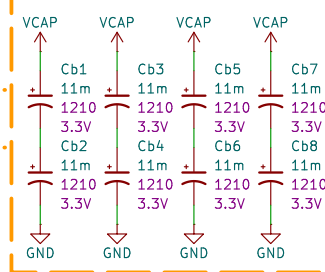 VCAP VCAP VCAP VCAP
Cb1 Cb3 Cb5 Cb7
11m 11m 11m 11m
1210 1210 1210 1210
3.3V 3.3V 3.3V 3.3V
Cb2 Cb4 Cb6 Cb8
11m 11m 11m 11m
1210 1210 1210 1210
3.3V 3.3V 3.3V 3.3V
GND GND GND GND